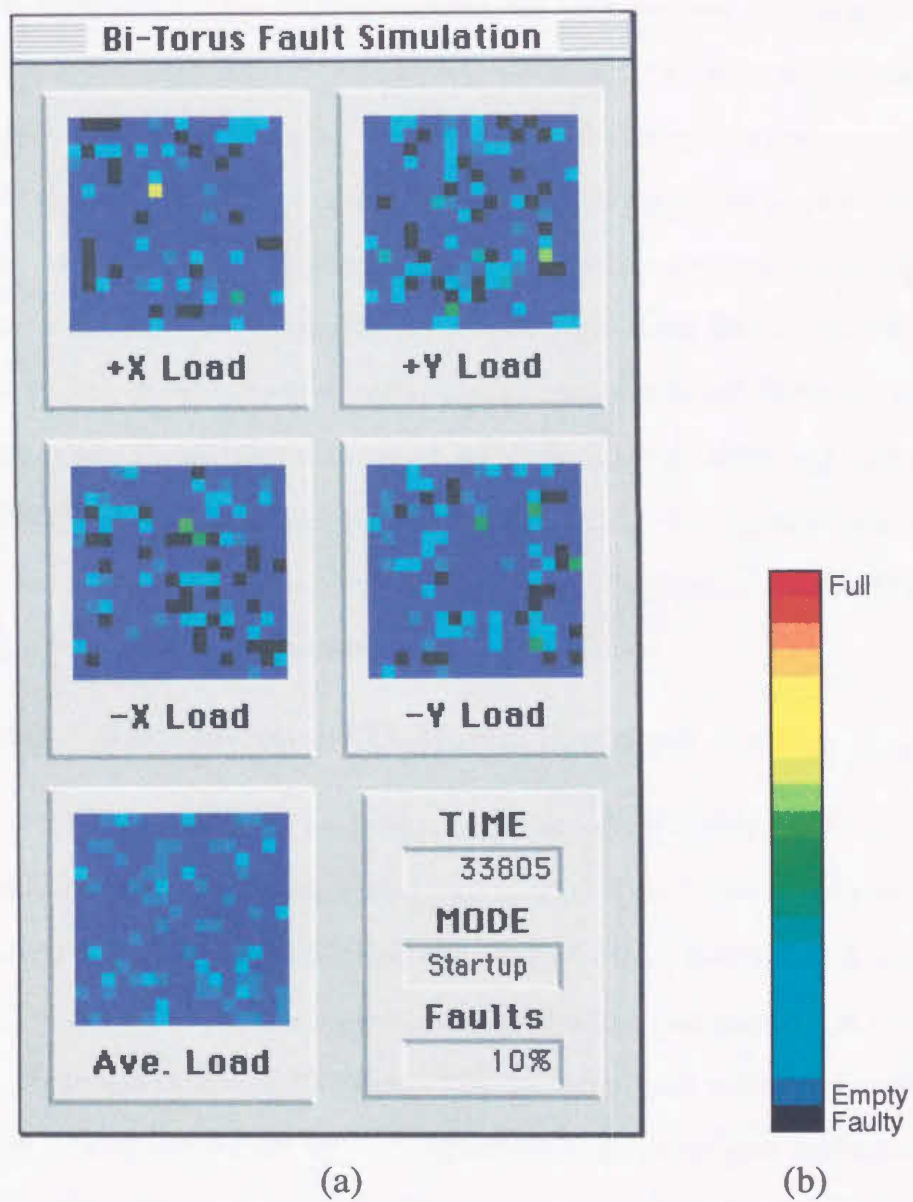 Bi-Torus Fault Simulation
+X Load
+Y Load
-X Load
-Y Load
Ave. Load
TIME
33805
MODE
Startup
Faults
10%
Full
Empty
Faulty
(a)
(b)